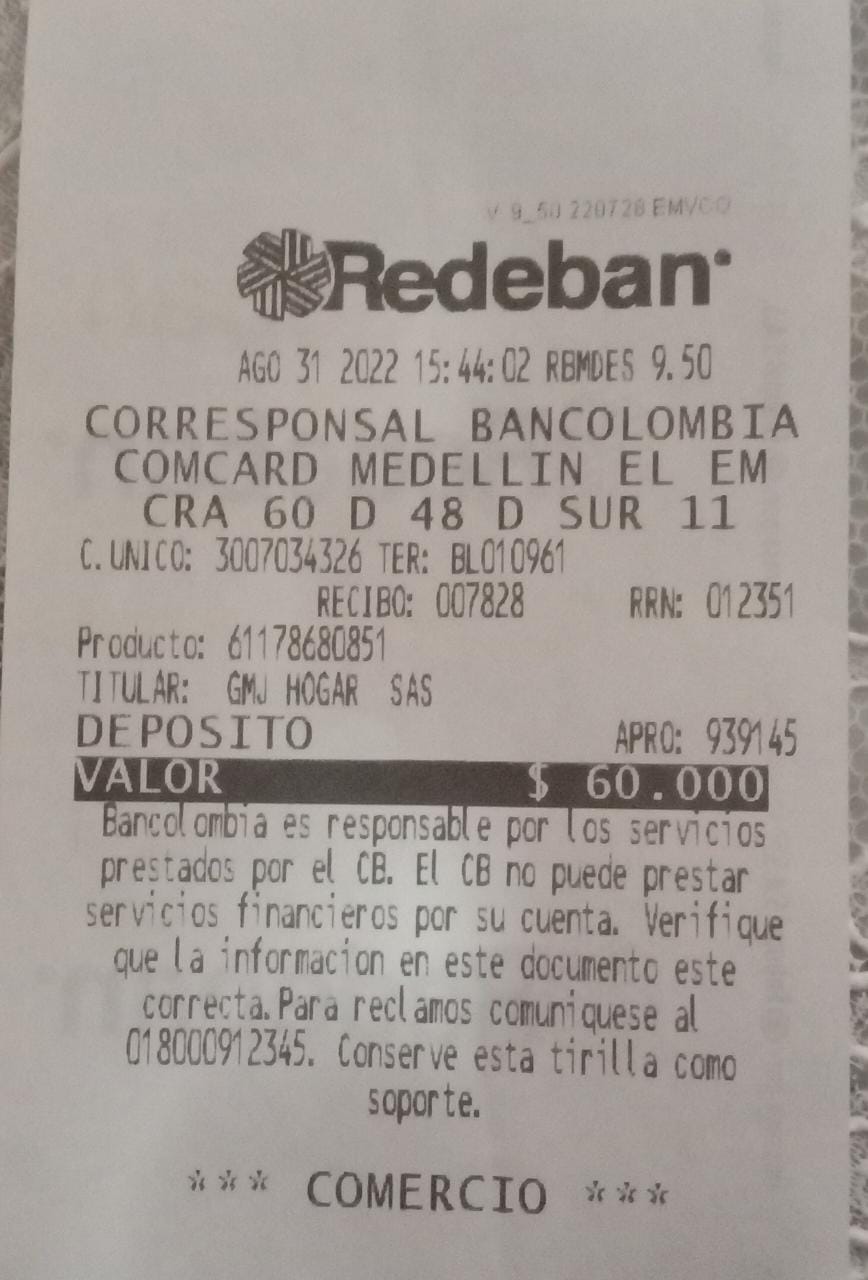 V 9_50 220728 EMVCO
Redeban
AGO 31 2022 15:44:02 RBMDES 9.50
CORRESPONSAL BANCOLOMBIA
COMCARD MEDELLIN EL EM
CRA 60 D 48 D SUR 11
C.UNICO: 3007034326 TER: BL010961
RECIBO: 007828 RRN: 012351
Producto: 61178680851
TITULAR: GMJ HOGAR SAS
DEPOSITO APRO: 939145
VALOR $ 60.000
Bancolombia es responsable por los servicios
prestados por el CB. El CB no puede prestar
servicios financieros por su cuenta. Verifique
que la informacion en este documento este
correcta.Para reclamos comuniquese al
018000912345. Conserve esta tirilla como
soporte.
*** COMERCIO ***